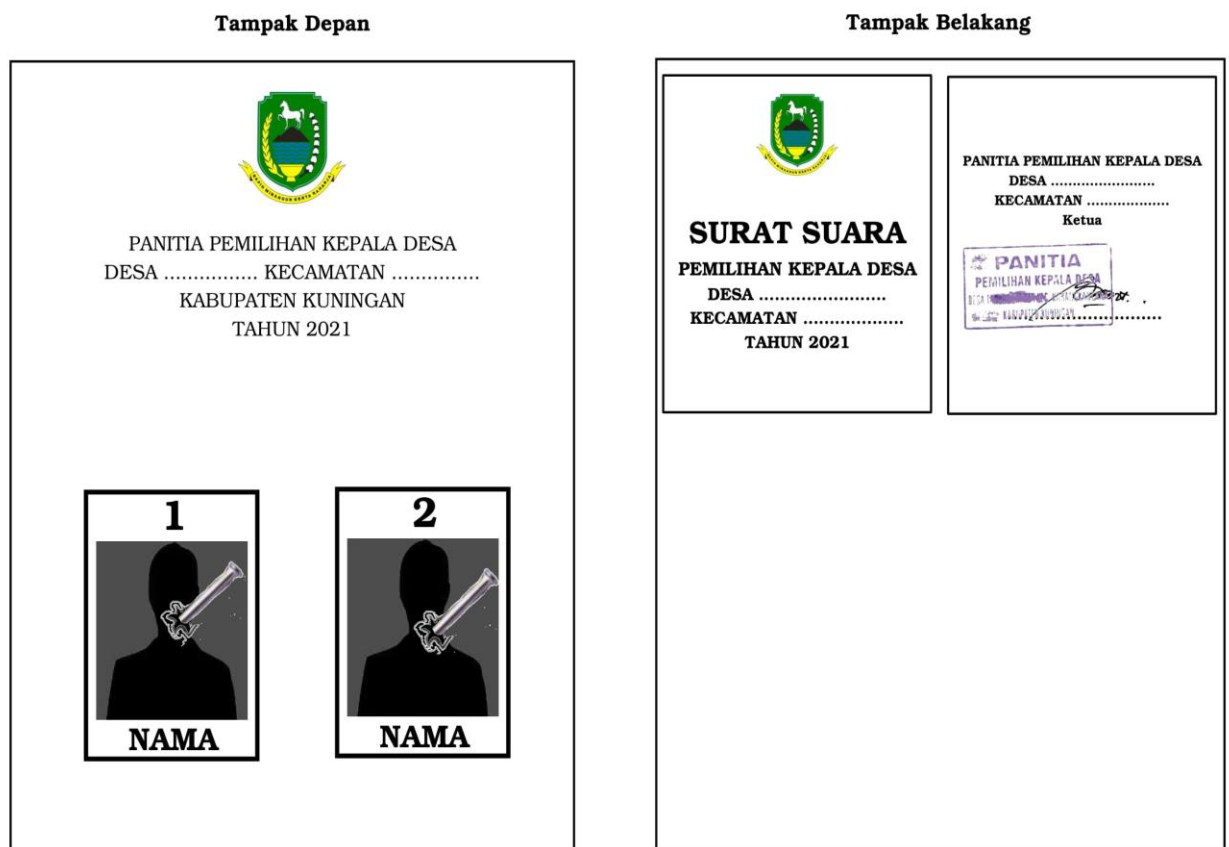 Tampak Depan
PANITIA PEMILIHAN KEPALA DESA
DESA ................ KECAMATAN ...............
KABUPATEN KUNINGAN
TAHUN 2021
1
NAMA
2
NAMA
Tampak Belakang
SURAT SUARA
PEMILIHAN KEPALA DESA
DESA ........................
KECAMATAN ...................
TAHUN 2021
PANITIA PEMILIHAN KEPALA DESA
DESA ........................
KECAMATAN ...................
Ketua
PANITIA
PEMILIHAN KEPALA DESA
KABUPATEN KUNINGAN